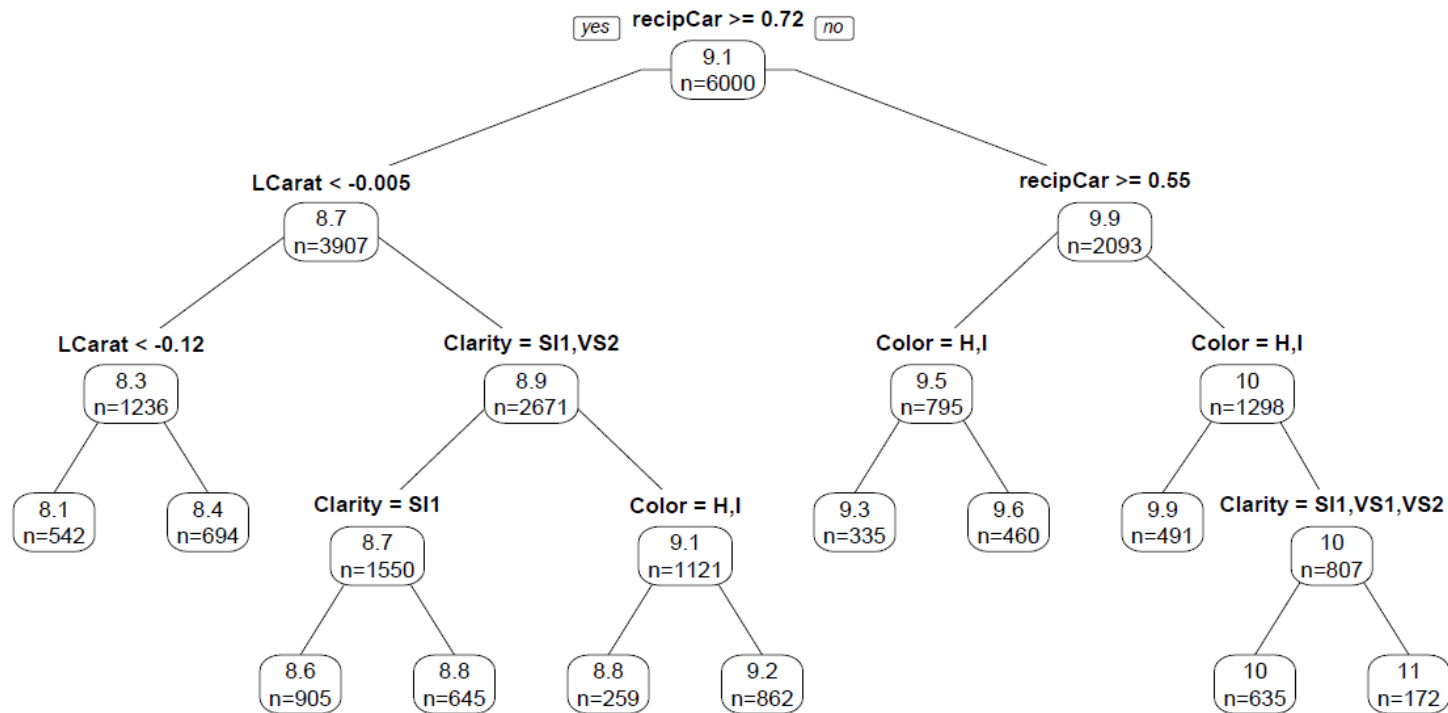 yes recipCar >= 0.72 no
9.1
n=6000
LCarat < -0.005
8.7
n=3907
recipCar >= 0.55
9.9
n=2093
LCarat < -0.12
8.3
n=1236
Clarity = SI1,VS2
8.9
n=2671
Color = H,I
9.5
n=795
Color = H,I
10
n=1298
8.1
n=542
8.4
n=694
Clarity = SI1
8.7
n=1550
Color = H,I
9.1
n=1121
9.3
n=335
9.6
n=460
9.9
n=491
Clarity = SI1,VS1,VS2
10
n=807
8.6
n=905
8.8
n=645
8.8
n=259
9.2
n=862
10
n=635
11
n=172